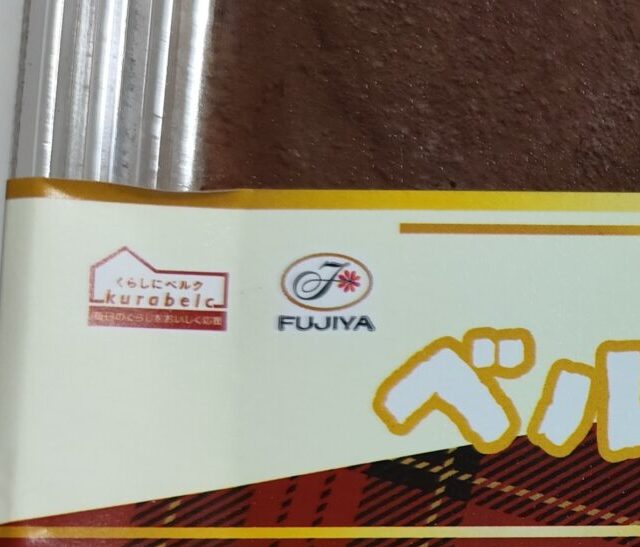 くらしにベルク
kurabelc
毎日のくらしをおいしく応援
F
FUJIYA
ベル